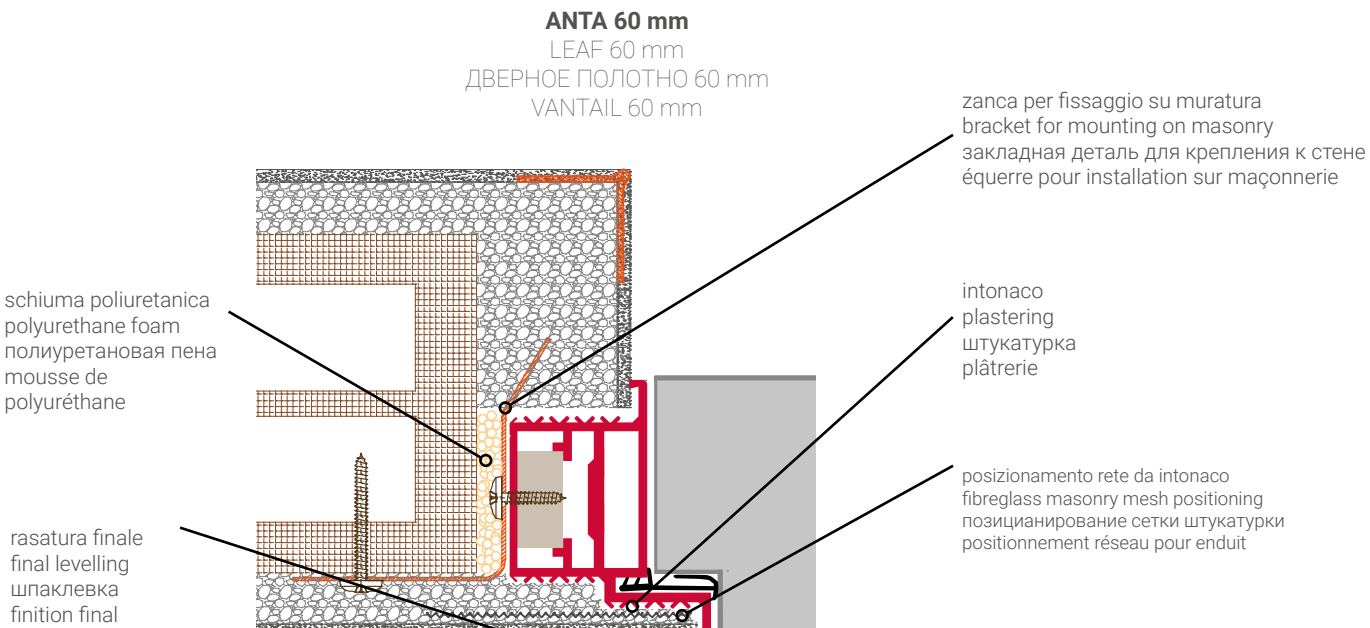 ANTA 60 mm
LEAF 60 mm
ДВЕРНОЕ ПОЛОТНО 60 mm
VANTAIL 60 mm
zanca per fissaggio su muratura
bracket for mounting on masonry
закладная деталь для крепления к стене
équerre pour installation sur maçonnerie
schiuma poliuretanica
polyurethane foam
полиуретановая пена
mousse de
polyuréthane
intonaco
plastering
штукатурка
plâtrerie
posizionamento rete da intonaco
fibreglass masonry mesh positioning
позицианирование сетки штукатурки
positionnement réseau pour enduit
rasatura finale
final levelling
шпаклевка
finition final